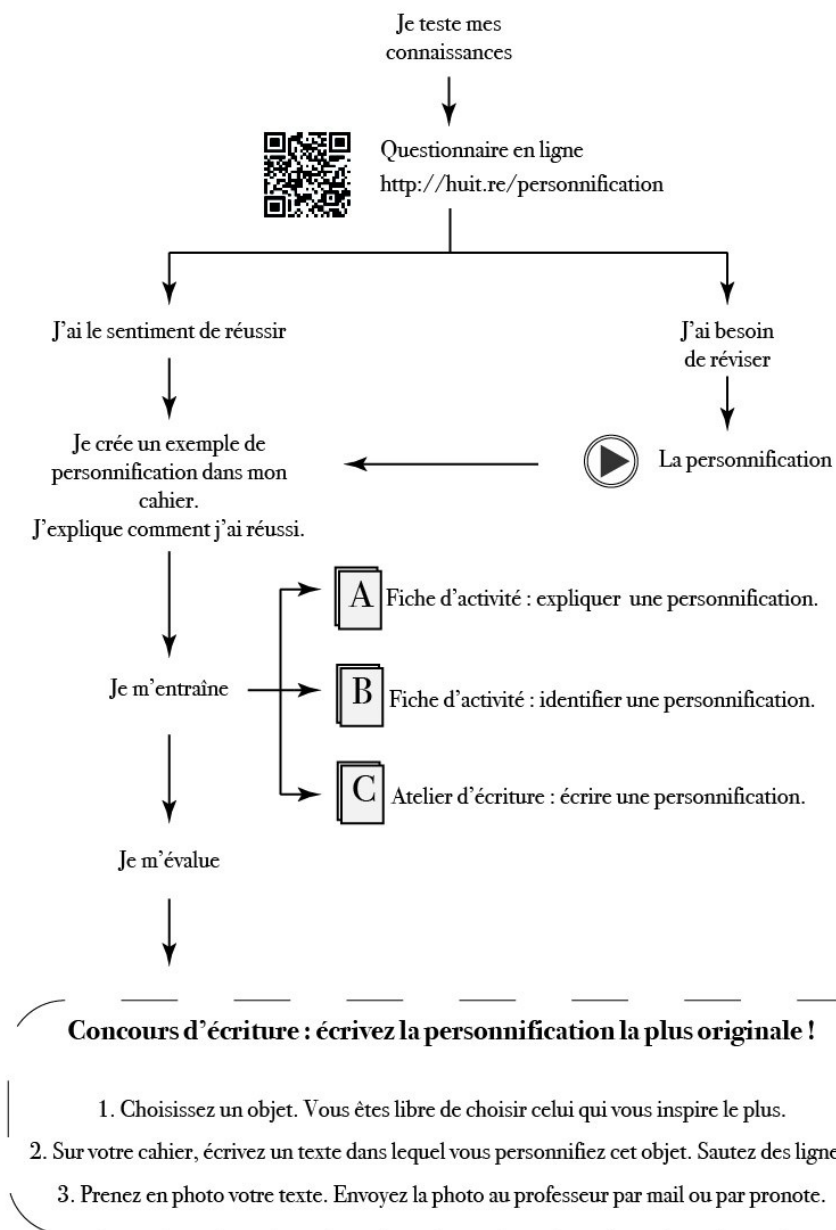 Je teste mes
connaissances
Questionnaire en ligne
http://huit.re/personnification
J'ai le sentiment de réussir
J'ai besoin
de réviser
Je crée un exemple de
personnification dans mon
cahier.
J'explique comment j'ai réussi.
La personnification
A Fiche d'activité : expliquer une personnification.
Je m'entraîne
B Fiche d'activité : identifier une personnification.
C Atelier d'écriture : écrire une personnification.
Je m'évalue
Concours d'écriture : écrivez la personnification la plus originale !
1. Choisissez un objet. Vous êtes libre de choisir celui qui vous inspire le plus.
2. Sur votre cahier, écrivez un texte dans lequel vous personnifiez cet objet. Sautez des ligne
3. Prenez en photo votre texte. Envoyez la photo au professeur par mail ou par pronote.